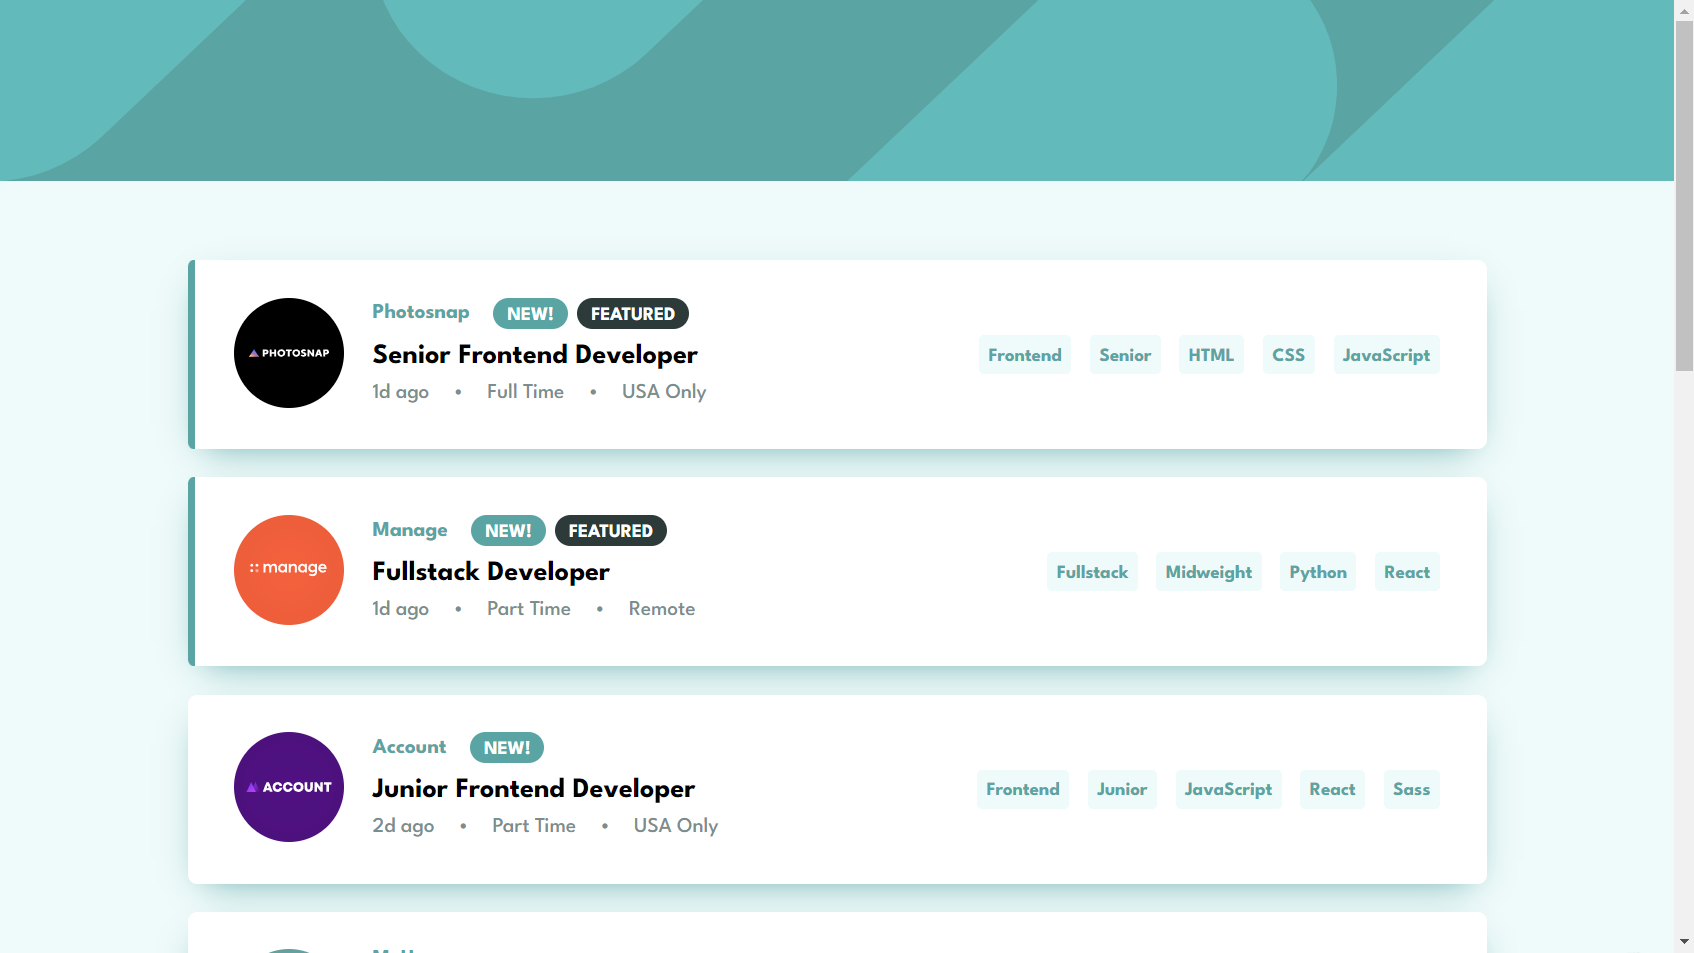 PHOTOSNAP
Photosnap NEW! FEATURED
Senior Frontend Developer
1d ago • Full Time • USA Only
Frontend Senior HTML CSS JavaScript
manage
Manage NEW! FEATURED
Fullstack Developer
1d ago • Part Time • Remote
Fullstack Midweight Python React
ACCOUNT
Account NEW!
Junior Frontend Developer
2d ago • Part Time • USA Only
Frontend Junior JavaScript React Sass